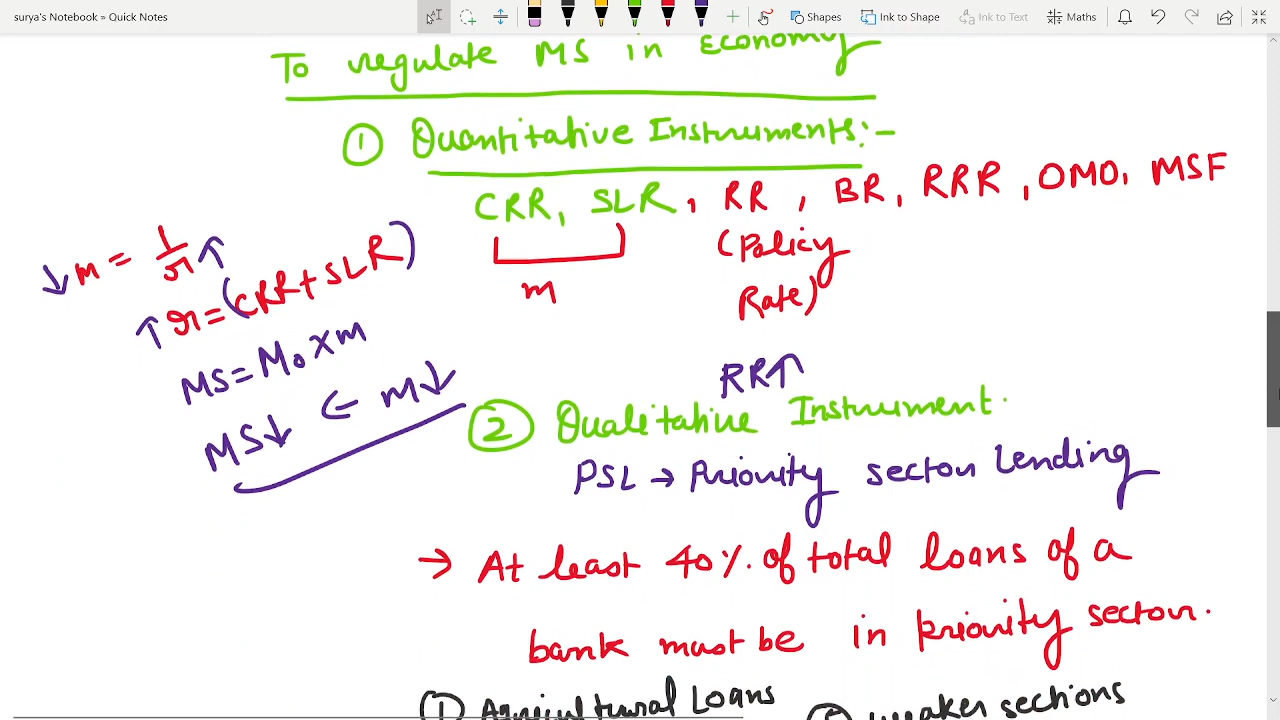 surya's Notebook » Quick Notes
Shapes
Ink to Shape
Ink to Text
Maths
To regulate MS in Economy
① Quantitative Instruments:-
CRR, SLR, RR, BR, RRR, OMO, MSF
m
(Policy
Rate)
↓m = 1/r↑
↑r=(CRR+SLR)
MS=M₀×m
MS↓ ← m↓
RR↑
② Qualitative Instrument.
PSL → Priority sector lending
→ At least 40%. of total loans of a
bank must be in priority sector.
① Agricultural Loans
weaker sections